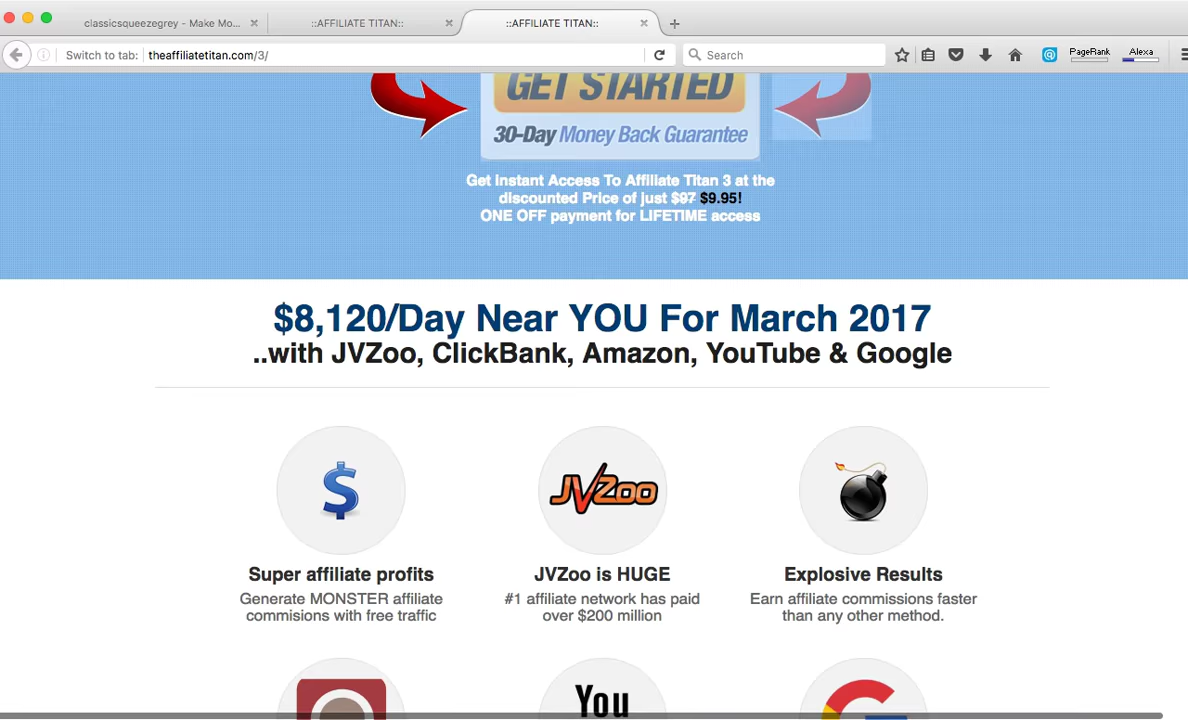 classicsqueezegrey - Make Mo...
::AFFILIATE TITAN::
::AFFILIATE TITAN::
Switch to tab: theaffiliatetitan.com/3/
Search
PageRank
Alexa
GET STARTED
30-Day Money Back Guarantee
Get Instant Access To Affiliate Titan 3 at the
discounted Price of just $97 $9.95!
ONE OFF payment for LIFETIME access
$8,120/Day Near YOU For March 2017
..with JVZoo, ClickBank, Amazon, YouTube & Google
JVZoo
Super affiliate profits
Generate MONSTER affiliate
commisions with free traffic
JVZoo is HUGE
#1 affiliate network has paid
over $200 million
Explosive Results
Earn affiliate commissions faster
than any other method.
You